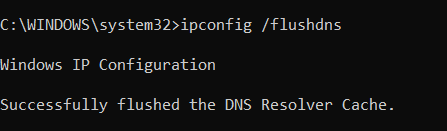 C:\WINDOWS\system32>ipconfig /flushdns
Windows IP Configuration
Successfully flushed the DNS Resolver Cache.